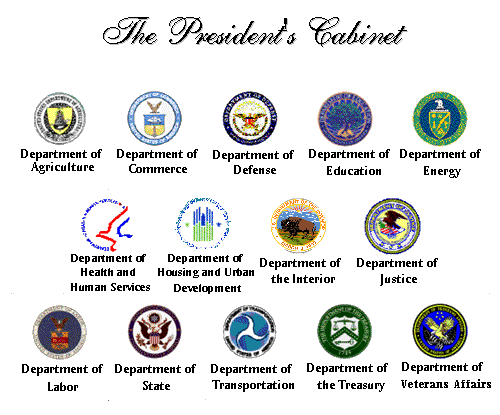 The President's Cabinet
Department of Agriculture
Department of Commerce
Department of Defense
Department of Education
Department of Energy
Department of Health and Human Services
Department of Housing and Urban Development
Department of the Interior
Department of Justice
Department of Labor
Department of State
Department of Transportation
Department of the Treasury
Department of Veterans Affairs